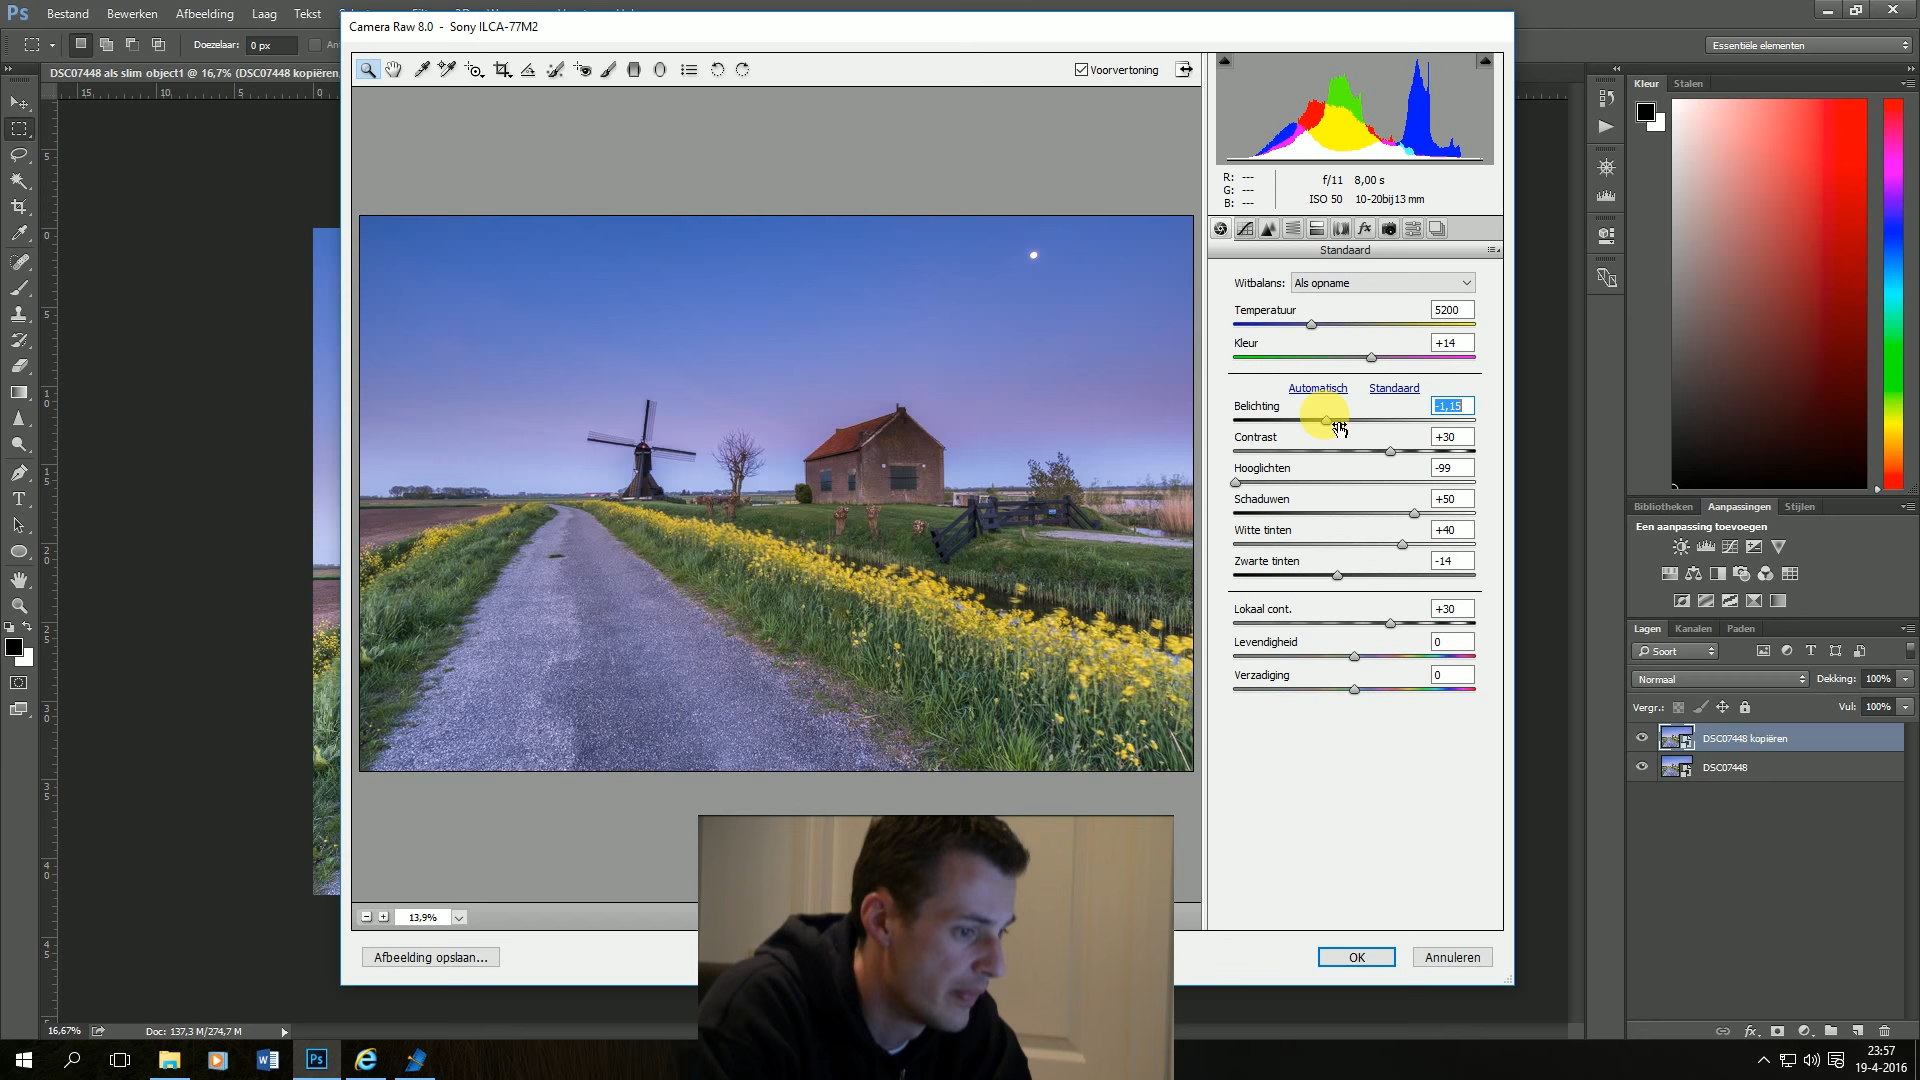 Ps Bestand Bewerken Afbeelding Laag Tekst
Camera Raw 8.0 - Sony ILCA-77M2
Doezelaar: 0 px
Essentiële elementen
DSC07448 als slim object1 @ 16,7% (DSC07448 kopiëren,
Voorvertoning
Kleur Stalen
15 10 5 0
R: ---
G: ---
B: ---
f/11 8,00 s
ISO 50 10-20bij13 mm
Standaard
Witbalans: Als opname
Temperatuur 5200
Kleur +14
Automatisch Standaard
Belichting -1,15
Contrast +30
Hooglichten -99
Schaduwen +50
Witte tinten +40
Zwarte tinten -14
Lokaal cont. +30
Levendigheid 0
Verzadiging 0
Bibliotheken Aanpassingen Stijlen
Een aanpassing toevoegen
Lagen Kanalen Paden
Soort
Normaal Dekking: 100%
Vergr.: Vul: 100%
DSC07448 kopiëren
DSC07448
13,9%
Afbeelding opslaan...
OK Annuleren
16,67% Doc: 137,3 M/274,7 M
23:57
19-4-2016